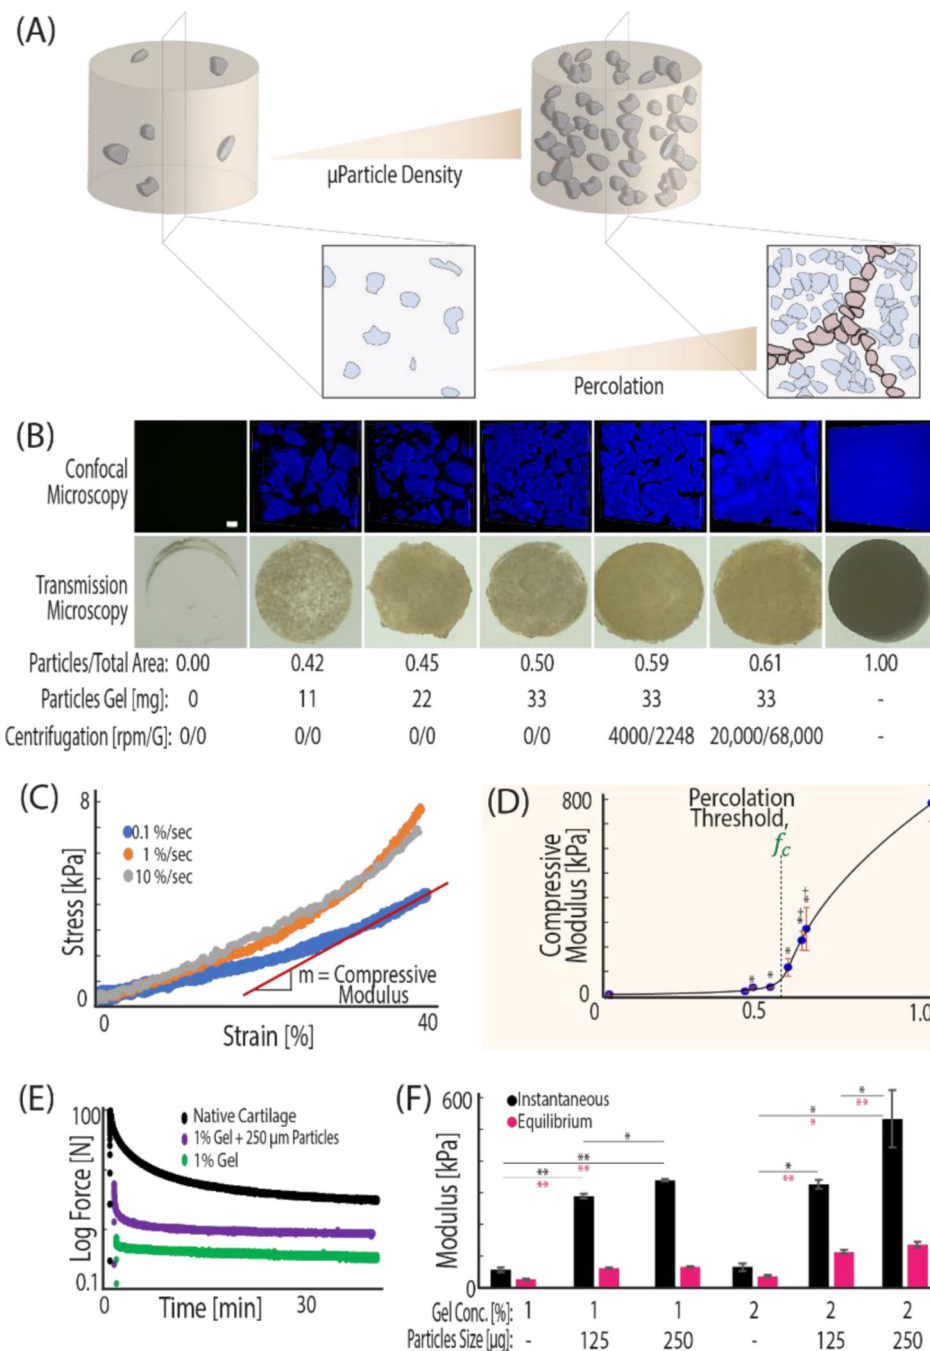 (A)
μParticle Density
Percolation
(B)
Confocal
Microscopy
Transmission
Microscopy
Particles/Total Area: 0.00 0.42 0.45 0.50 0.59 0.61 1.00
Particles Gel [mg]: 0 11 22 33 33 33 -
Centrifugation [rpm/G]: 0/0 0/0 0/0 0/0 4000/2248 20,000/68,000 -
(C)
8
0.1 %/sec
1 %/sec
10 %/sec
Stress [kPa]
m = Compressive
Modulus
0
0 40
Strain [%]
(D)
800
Percolation
Threshold,
fc
Compressive
Modulus [kPa]
* * * *† *†
0
0 0.5 1.0
(E)
100
Native Cartilage
1% Gel + 250 µm Particles
1% Gel
Log Force [N]
0.1
0 30
Time [min]
(F)
600
Instantaneous
Equilibrium
Modulus [kPa]
** ** ** ** * * ** * * * **
0
Gel Conc. [%]: 1 1 1 2 2 2
Particles Size [µg]: - 125 250 - 125 250